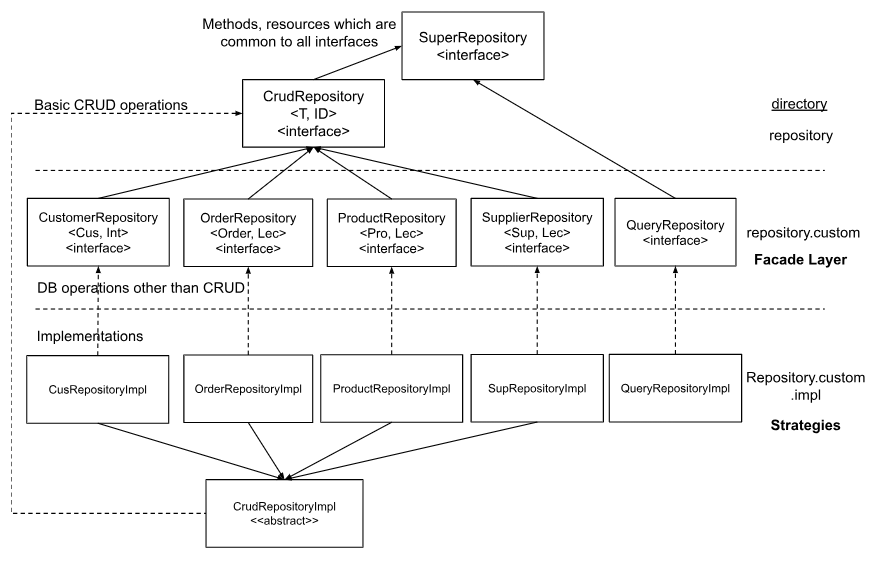 Methods, resources which are
common to all interfaces
SuperRepository
<interface>
Basic CRUD operations
CrudRepository
<T, ID>
<interface>
directory
repository
CustomerRepository
<Cus, Int>
<interface>
OrderRepository
<Order, Lec>
<interface>
ProductRepository
<Pro, Lec>
<interface>
SupplierRepository
<Sup, Lec>
<interface>
QueryRepository
<interface>
repository.custom
Facade Layer
DB operations other than CRUD
Implementations
CusRepositoryImpl
OrderRepositoryImpl
ProductRepositoryImpl
SupRepositoryImpl
QueryRepositoryImpl
Repository.custom
.impl
Strategies
CrudRepositoryImpl
<<abstract>>